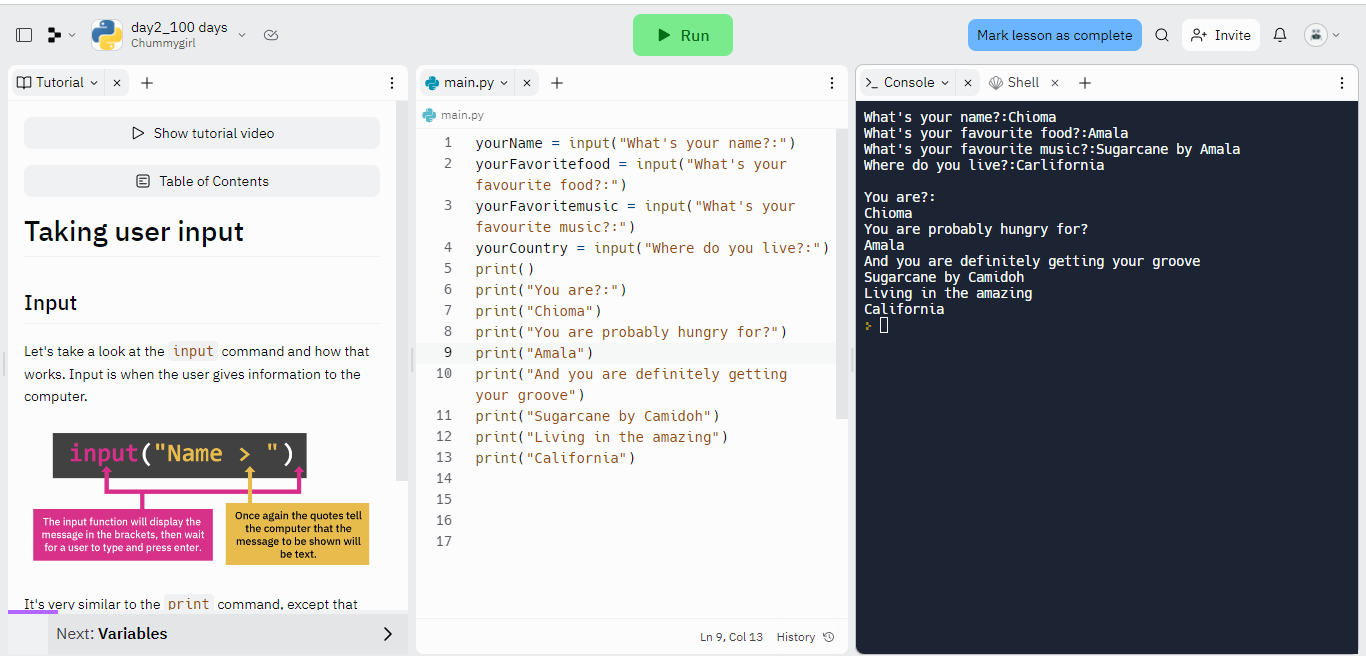 day2_100 days
Chummygirl
Run
Mark lesson as complete
Invite
Tutorial
Show tutorial video
Table of Contents
Taking user input
Input
Let's take a look at the input command and how that
works. Input is when the user gives information to the
computer.
input("Name > ")
The input function will display the
message in the brackets, then wait
for a user to type and press enter.
Once again the quotes tell
the computer that the
message to be shown will
be text.
It's very similar to the print command, except that
Next: Variables
main.py
main.py
1 yourName = input("What's your name?:")
2 yourFavoritefood = input("What's your
favourite food?:")
3 yourFavoritemusic = input("What's your
favourite music?:")
4 yourCountry = input("Where do you live?:")
5 print()
6 print("You are?:")
7 print("Chioma")
8 print("You are probably hungry for?")
9 print("Amala")
10 print("And you are definitely getting
your groove")
11 print("Sugarcane by Camidoh")
12 print("Living in the amazing")
13 print("California")
14
15
16
17
Ln 9, Col 13 History
Console
Shell
What's your name?:Chioma
What's your favourite food?:Amala
What's your favourite music?:Sugarcane by Amala
Where do you live?:Carlifornia
You are?:
Chioma
You are probably hungry for?
Amala
And you are definitely getting your groove
Sugarcane by Camidoh
Living in the amazing
California